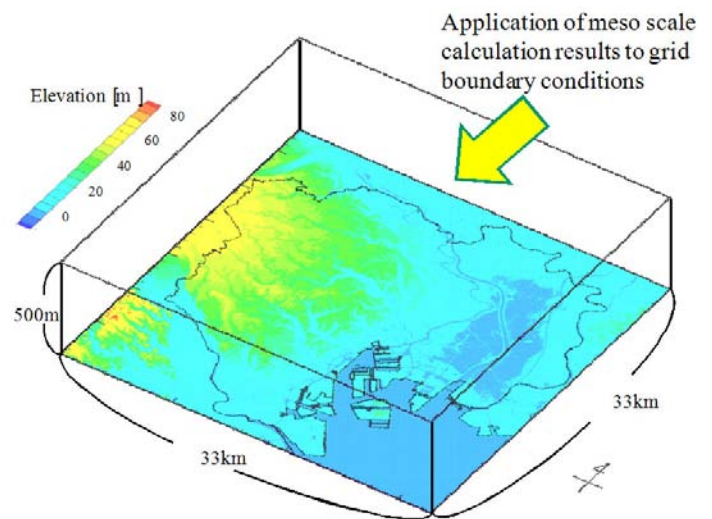 Application of meso scale
calculation results to grid
boundary conditions
Elevation [m]
80
60
40
20
0
500m
33km
33km